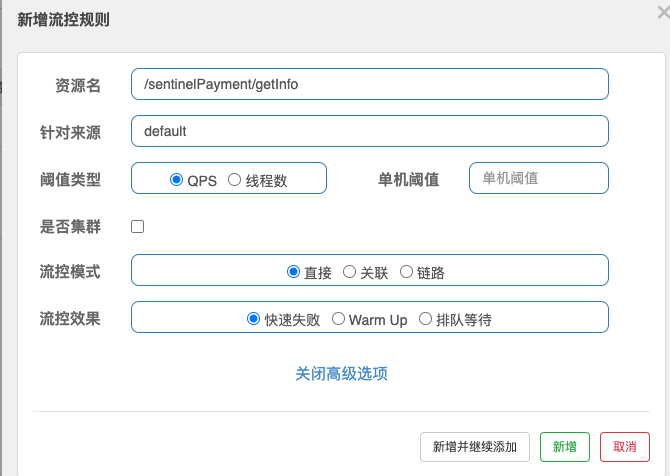 新增流控规则
资源名 /sentinelPayment/getInfo
针对来源 default
阈值类型 QPS 线程数 单机阈值 单机阈值
是否集群
流控模式 直接 关联 链路
流控效果 快速失败 Warm Up 排队等待
关闭高级选项
新增并继续添加 新增 取消